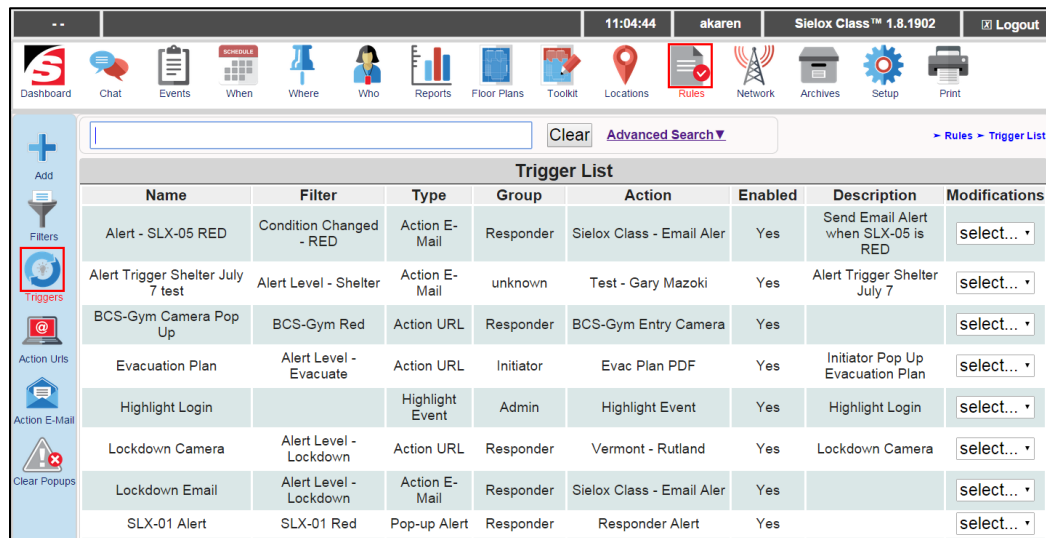 - -
11:04:44
akaren
Sielox Class™ 1.8.1902
X Logout
S
Dashboard
Chat
Events
SCHEDULE
When
Where
Who
Reports
Floor Plans
Toolkit
Locations
Rules
Network
Archives
Setup
Print
Clear
Advanced Search▼
➢ Rules ➢ Trigger List
Add
Filters
Triggers
@
Action Urls
Action E-Mail
Clear Popups
Trigger List
Name Filter Type Group Action Enabled Description Modifications
Alert - SLX-05 RED
Condition Changed
- RED
Action E-
Mail
Responder
Sielox Class - Email Aler
Yes
Send Email Alert
when SLX-05 is
RED
select...
Alert Trigger Shelter July
7 test
Alert Level - Shelter
Action E-
Mail
unknown
Test - Gary Mazoki
Yes
Alert Trigger Shelter
July 7
select...
BCS-Gym Camera Pop
Up
BCS-Gym Red
Action URL
Responder
BCS-Gym Entry Camera
Yes
select...
Evacuation Plan
Alert Level -
Evacuate
Action URL
Initiator
Evac Plan PDF
Yes
Initiator Pop Up
Evacuation Plan
select...
Highlight Login
Highlight
Event
Admin
Highlight Event
Yes
Highlight Login
select...
Lockdown Camera
Alert Level -
Lockdown
Action URL
Responder
Vermont - Rutland
Yes
Lockdown Camera
select...
Lockdown Email
Alert Level -
Lockdown
Action E-
Mail
Responder
Sielox Class - Email Aler
Yes
select...
SLX-01 Alert
SLX-01 Red
Pop-up Alert
Responder
Responder Alert
Yes
select...